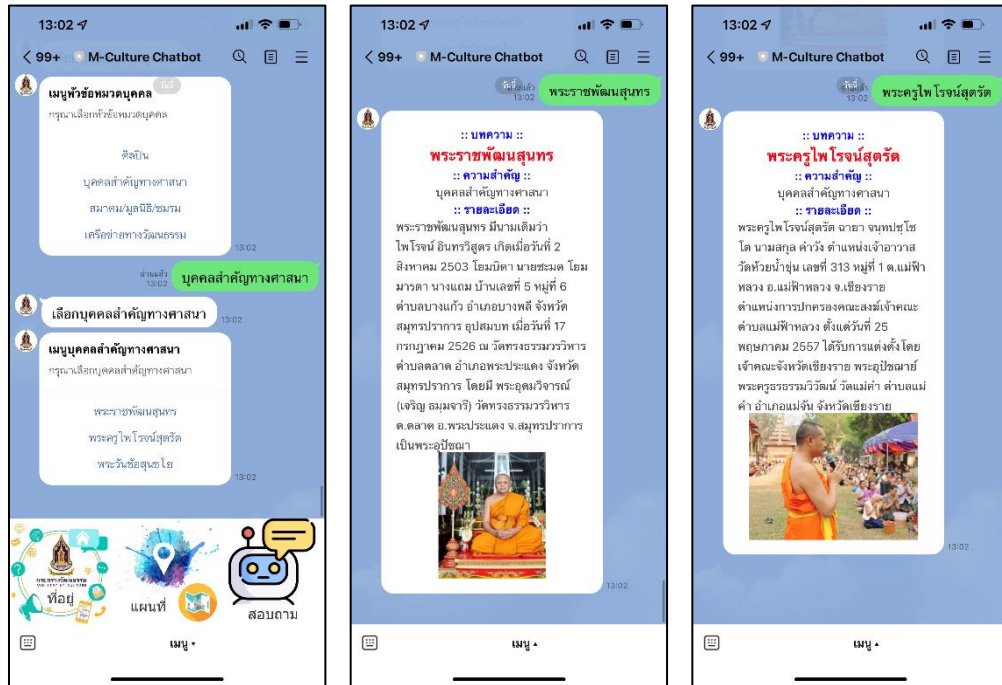 13:02
99+ M-Culture Chatbot
เมนูหัวข้อหมวดบุคคล
วันนี้
กรุณาเลือกหัวข้อหมวดบุคคล
ศิลปิน
บุคคลสำคัญทางศาสนา
สมาคม/มูลนิธิ/ชมรม
เครือข่ายทางวัฒนธรรม
13:02
อ่านแล้ว
13:02
บุคคลสำคัญทางศาสนา
เลือกบุคคลสำคัญทางศาสนา
13:02
เมนูบุคคลสำคัญทางศาสนา
กรุณาเลือกบุคคลสำคัญทางศาสนา
พระราชพัฒนสุนทร
พระครูไพโรจน์สุตรัต
พระวันชัยสุนฺชโย
13:02
กระทรวงวัฒนธรรม
ที่อยู่
แผนที่
สอบถาม
เมนู
13:02
99+ M-Culture Chatbot
วันนี้
13:02
พระราชพัฒนสุนทร
:: บทความ ::
พระราชพัฒนสุนทร
:: ความสำคัญ ::
บุคคลสำคัญทางศาสนา
:: รายละเอียด ::
พระราชพัฒนสุนทร มีนามเดิมว่า
ไพโรจน์ อินทรวิสูตร เกิดเมื่อวันที่ 2
สิงหาคม 2503 โยมบิดา นายชะมด โยม
มารดา นางแถม บ้านเลขที่ 5 หมู่ที่ 6
ตำบลบางแก้ว อำเภอบางพลี จังหวัด
สมุทรปราการ อุปสมบท เมื่อวันที่ 17
กรกฎาคม 2526 ณ วัดทรงธรรมวรวิหาร
ตำบลตลาด อำเภอพระประแดง จังหวัด
สมุทรปราการ โดยมี พระอุดมวิจารณ์
(เจริญ ธมฺมจารี) วัดทรงธรรมวรวิหาร
ต.ตลาด อ.พระประแดง จ.สมุทรปราการ
เป็นพระอุปัชฌา
13:02
เมนู
13:02
99+ M-Culture Chatbot
วันนี้
13:02
พระครูไพโรจน์สุตรัต
:: บทความ ::
พระครูไพโรจน์สุตรัต
:: ความสำคัญ ::
บุคคลสำคัญทางศาสนา
:: รายละเอียด ::
พระครูไพโรจน์สุตรัต ฉายา จนฺทปชฺโช
โต นามสกุล คำวัง ตำแหน่งเจ้าอาวาส
วัดห้วยน้ำขุ่น เลขที่ 313 หมู่ที่ 1 ต.แม่ฟ้า
หลวง อ.แม่ฟ้าหลวง จ.เชียงราย
ตำแหน่งการปกครองคณะสงฆ์เจ้าคณะ
ตำบลแม่ฟ้าหลวง ตั้งแต่วันที่ 25
พฤษภาคม 2557 ได้รับการแต่งตั้งโดย
เจ้าคณะจังหวัดเชียงราย พระอุปัชฌาย์
พระครูธรธรรมวิวัฒน์ วัดแม่คำ ตำบลแม่
คำ อำเภอแม่จัน จังหวัดเชียงราย
13:02
เมนู